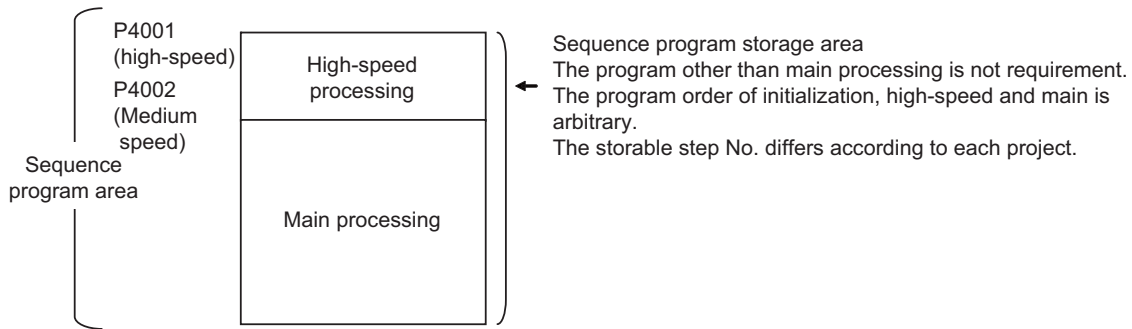 P4001
(high-speed)
P4002
(Medium
speed)
Sequence
program area
High-speed
processing
Main processing
Sequence program storage area
The program other than main processing is not requirement.
The program order of initialization, high-speed and main is
arbitrary.
The storable step No. differs according to each project.